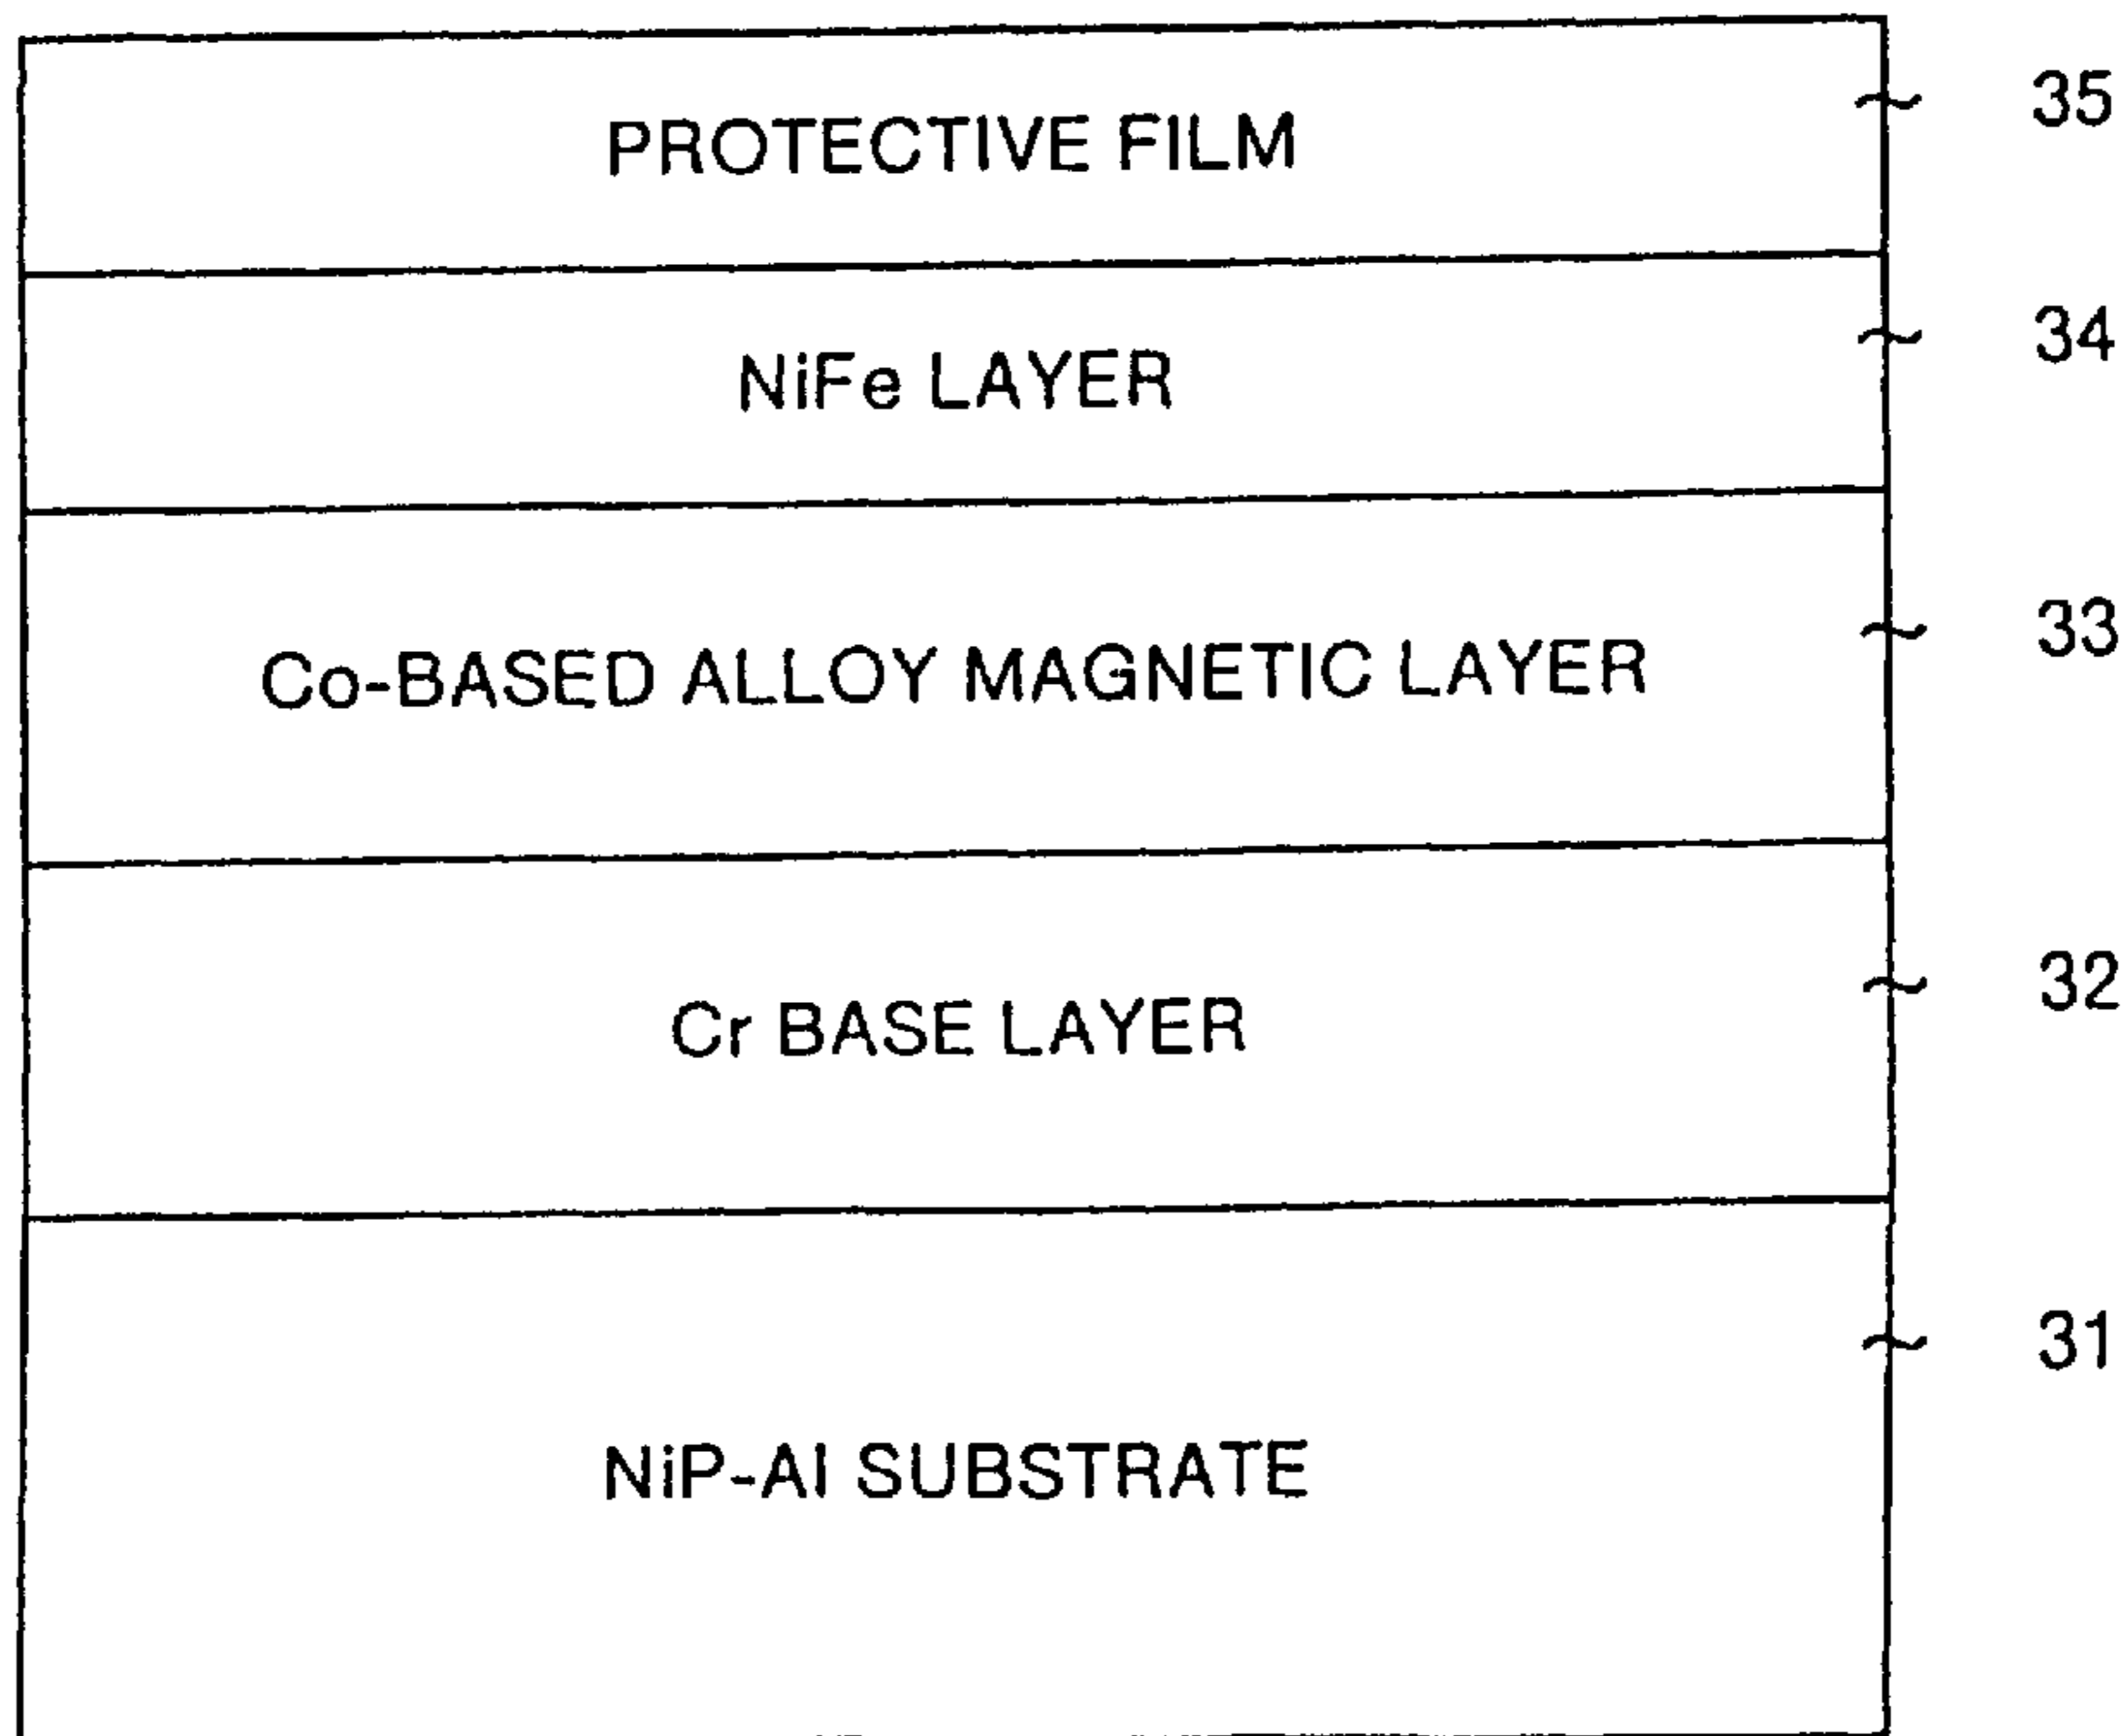 PROTECTIVE FILM 35
NiFe LAYER 34
Co-BASED ALLOY MAGNETIC LAYER 33
Cr BASE LAYER 32
31
NiP-Al SUBSTRATE